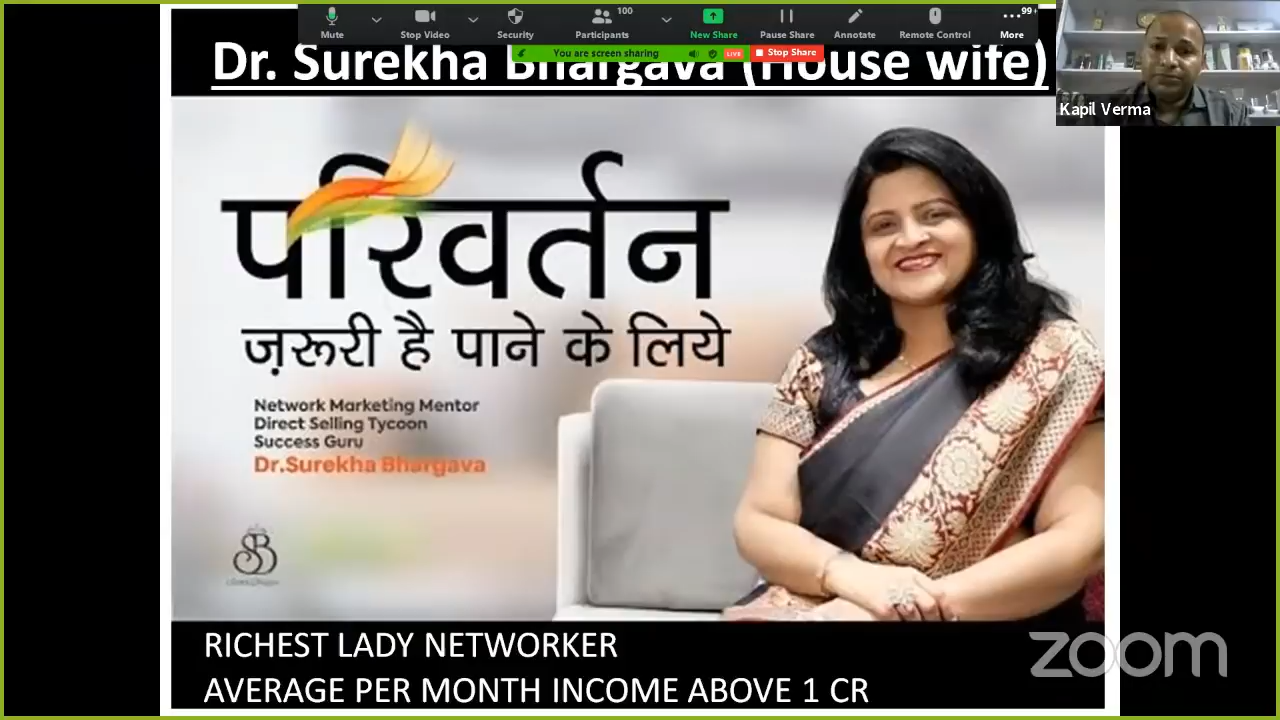 Mute
Stop Video
Security
100
Participants
New Share
Pause Share
Annotate
Remote Control
99+
More
You are screen sharing
LIVE
Stop Share
Dr. Surekha Bhargava (House wife)
Kapil Verma
परिवर्तन
ज़रूरी है पाने के लिये
Network Marketing Mentor
Direct Selling Tycoon
Success Guru
Dr.Surekha Bhargava
SB
RICHEST LADY NETWORKER
AVERAGE PER MONTH INCOME ABOVE 1 CR
zoom